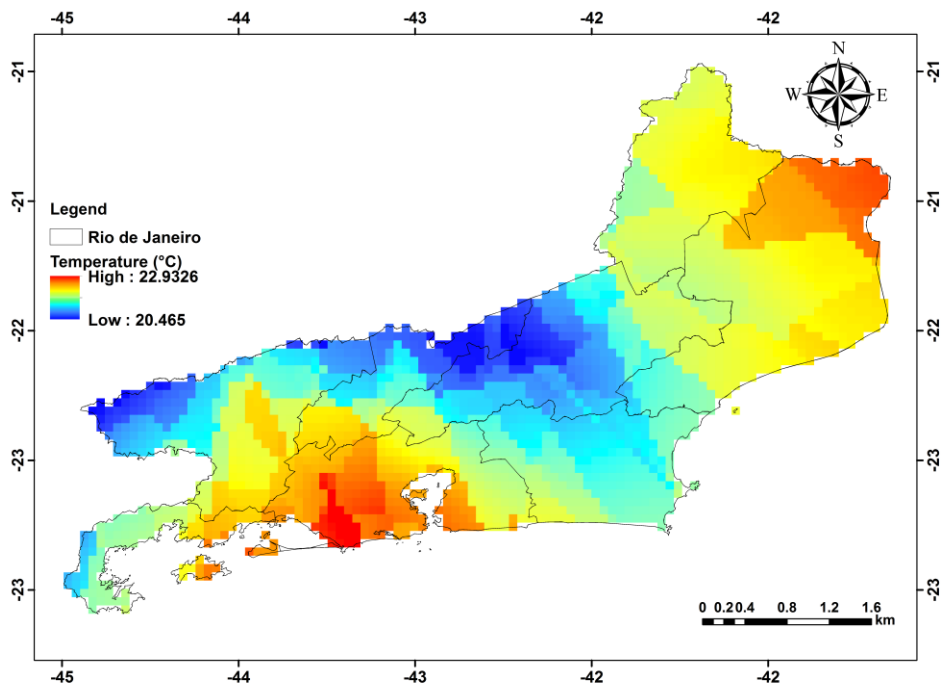 -45 -44 -43 -42 -42
-21 -21
N
W E
S
-21 -21
Legend
Rio de Janeiro
Temperature (°C)
High : 22.9326
Low : 20.465
-22 -22
-23 -23
-23 -23
0 0.20.4 0.8 1.2 1.6
km
-45 -44 -43 -42 -42